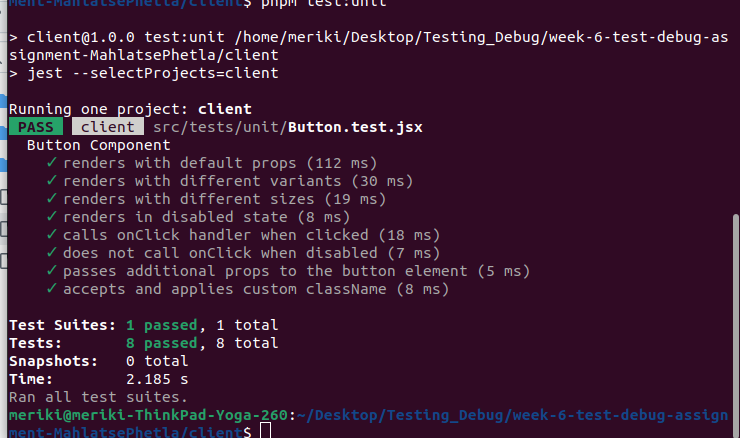 ment-MahlatsePhetla/client$ pnpm test:unit
> client@1.0.0 test:unit /home/meriki/Desktop/Testing_Debug/week-6-test-debug-as
signment-MahlatsePhetla/client
> jest --selectProjects=client
Running one project: client
PASS client src/tests/unit/Button.test.jsx
Button Component
✓ renders with default props (112 ms)
✓ renders with different variants (30 ms)
✓ renders with different sizes (19 ms)
✓ renders in disabled state (8 ms)
✓ calls onClick handler when clicked (18 ms)
✓ does not call onClick when disabled (7 ms)
✓ passes additional props to the button element (5 ms)
✓ accepts and applies custom className (8 ms)
Test Suites: 1 passed, 1 total
Tests: 8 passed, 8 total
Snapshots: 0 total
Time: 2.185 s
Ran all test suites.
meriki@meriki-ThinkPad-Yoga-260:~/Desktop/Testing_Debug/week-6-test-debug-assign
ment-MahlatsePhetla/client$